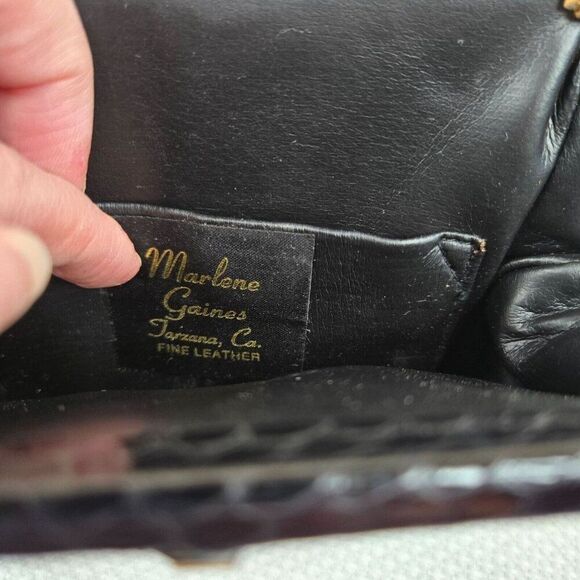 Marlene
Gaines
Tarzana, Ca.
FINE LEATHER